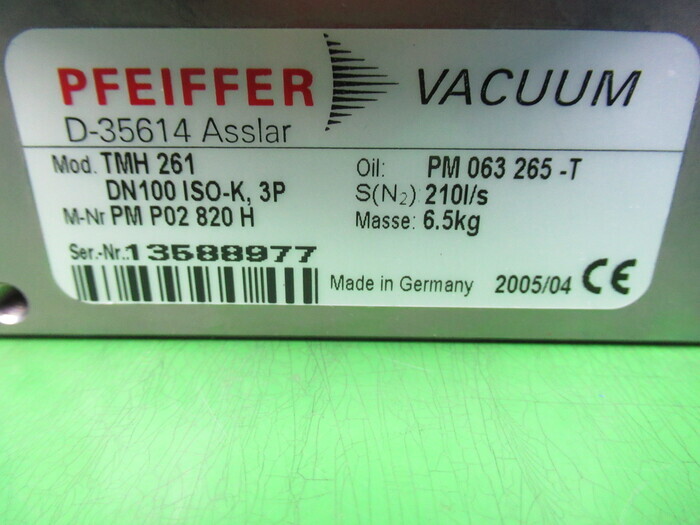 PFEIFFER VACUUM
D-35614 Asslar
Mod. TMH 261 Oil: PM 063 265 -T
DN100 ISO-K, 3P S(N₂) 210l/s
M-Nr PM P02 820 H Masse: 6.5kg
Ser.-Nr.:13588977
Made in Germany 2005/04 CE